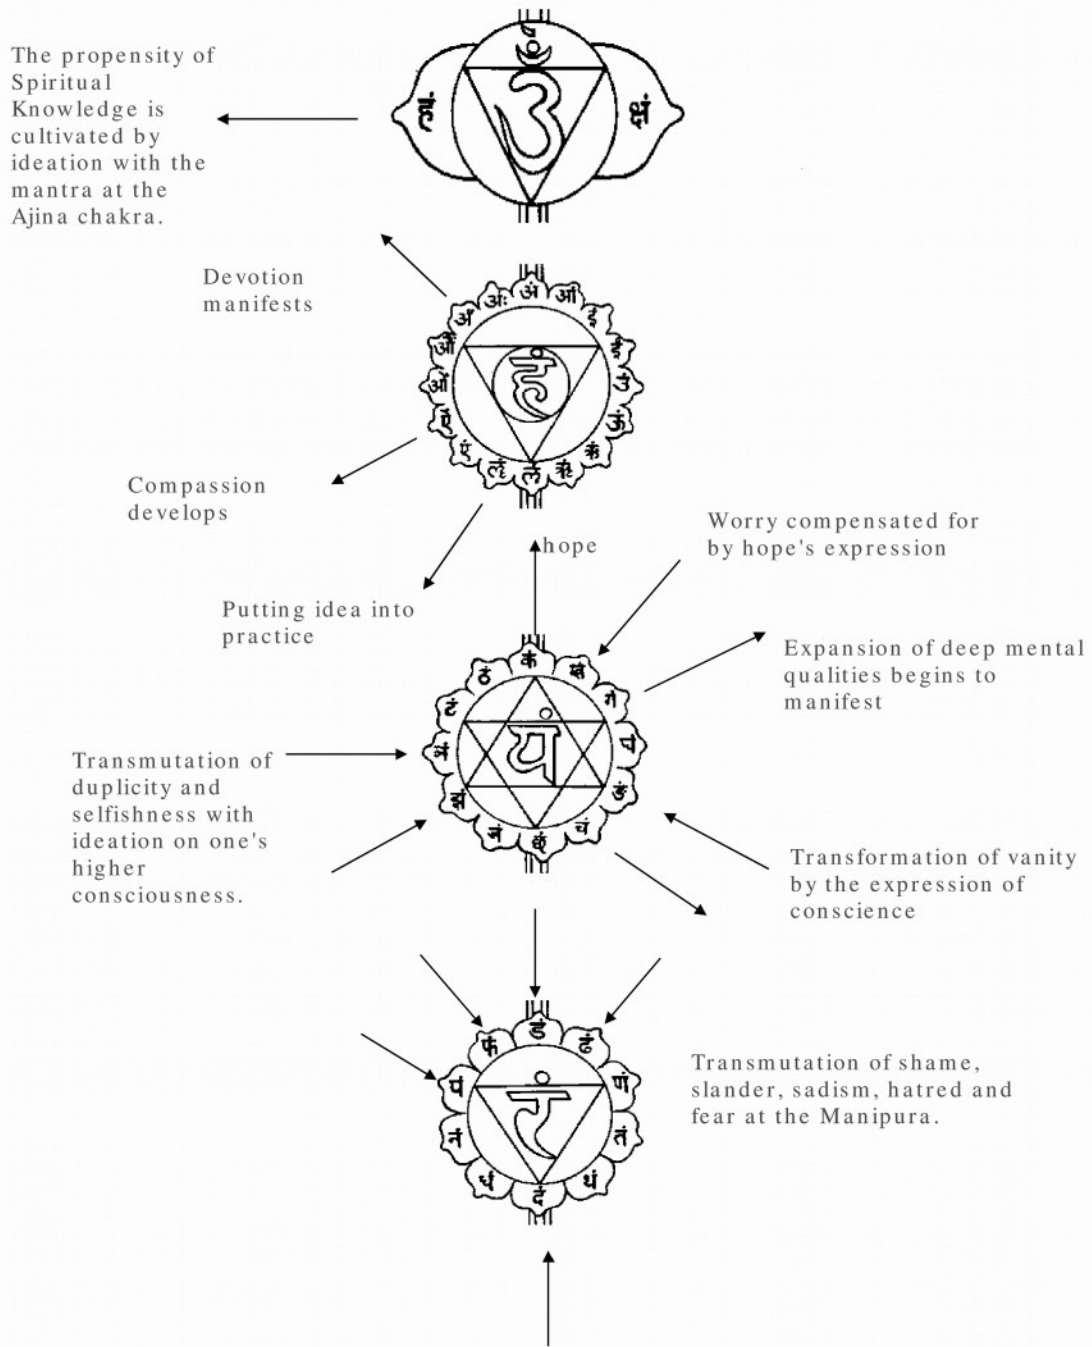 The propensity of
Spiritual
Knowledge is
cultivated by
ideation with the
mantra at the
Ajina chakra.
Devotion
manifests
Compassion
develops
Putting idea into
practice
hope
Worry compensated for
by hope's expression
Expansion of deep mental
qualities begins to
manifest
Transmutation of
duplicity and
selfishness with
ideation on one's
higher
consciousness.
Transformation of vanity
by the expression of
conscience
Transmutation of shame,
slander, sadism, hatred and
fear at the Manipura.
हं
यं
कं
गं
चं
टं
ठं
रं
डं
ढं
णं
तं
थं
दं
नं
पं
फं